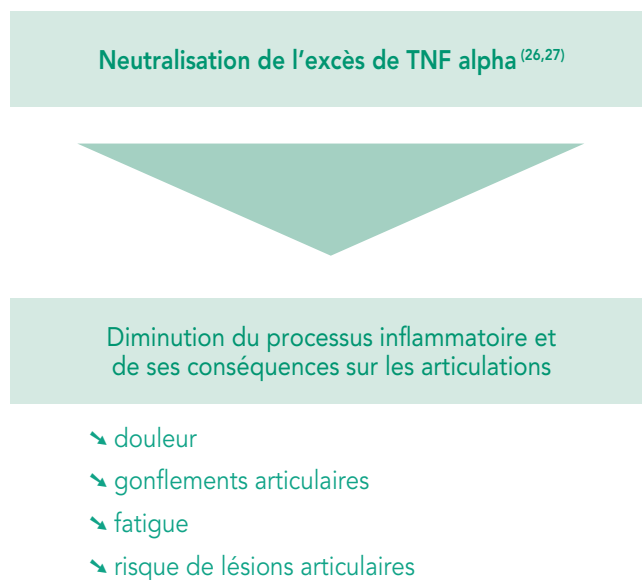 Neutralisation de l'excès de TNF alpha (26,27)
Diminution du processus inflammatoire et
de ses conséquences sur les articulations
➘ douleur
➘ gonflements articulaires
➘ fatigue
➘ risque de lésions articulaires